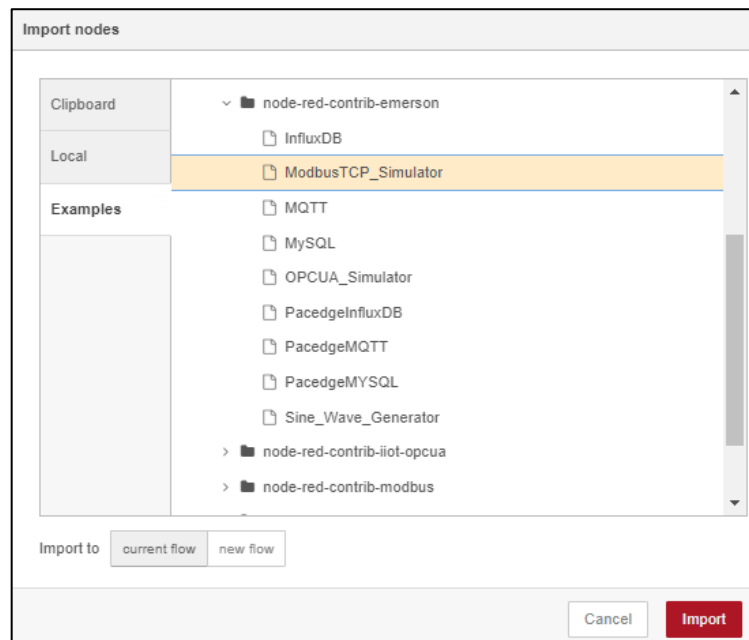 Import nodes
Clipboard
Local
Examples
node-red-contrib-emerson
InfluxDB
ModbusTCP_Simulator
MQTT
MySQL
OPCUA_Simulator
PacedgeInfluxDB
PacedgeMQTT
PacedgeMYSQL
Sine_Wave_Generator
node-red-contrib-iiot-opcua
node-red-contrib-modbus
Import to current flow new flow
Cancel Import